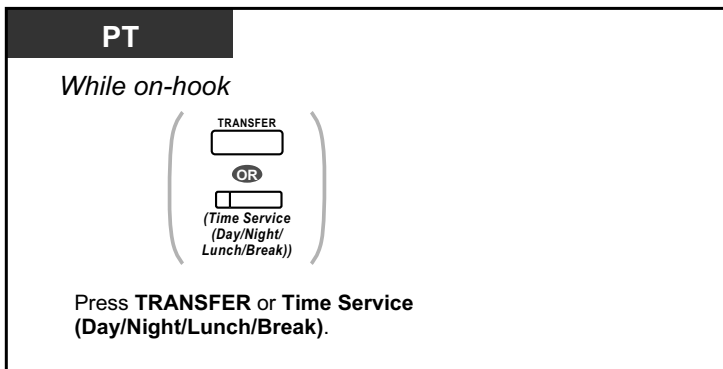 PT
While on-hook
TRANSFER
OR
(Time Service
(Day/Night/
Lunch/Break))
Press TRANSFER or Time Service
(Day/Night/Lunch/Break).